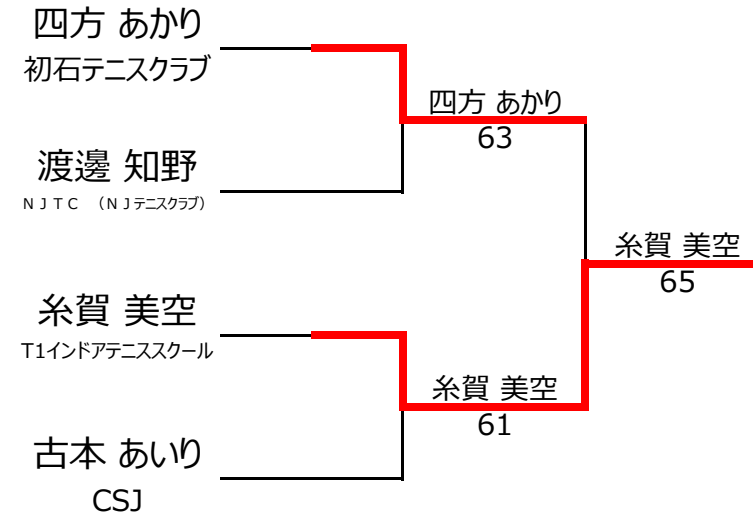 四方 あかり
初石テニスクラブ
渡邊 知野
ＮＪＴＣ （ＮＪテニスクラブ）
糸賀 美空
T1インドアテニススクール
古本 あいり
CSJ
四方 あかり
63
糸賀 美空
61
糸賀 美空
65